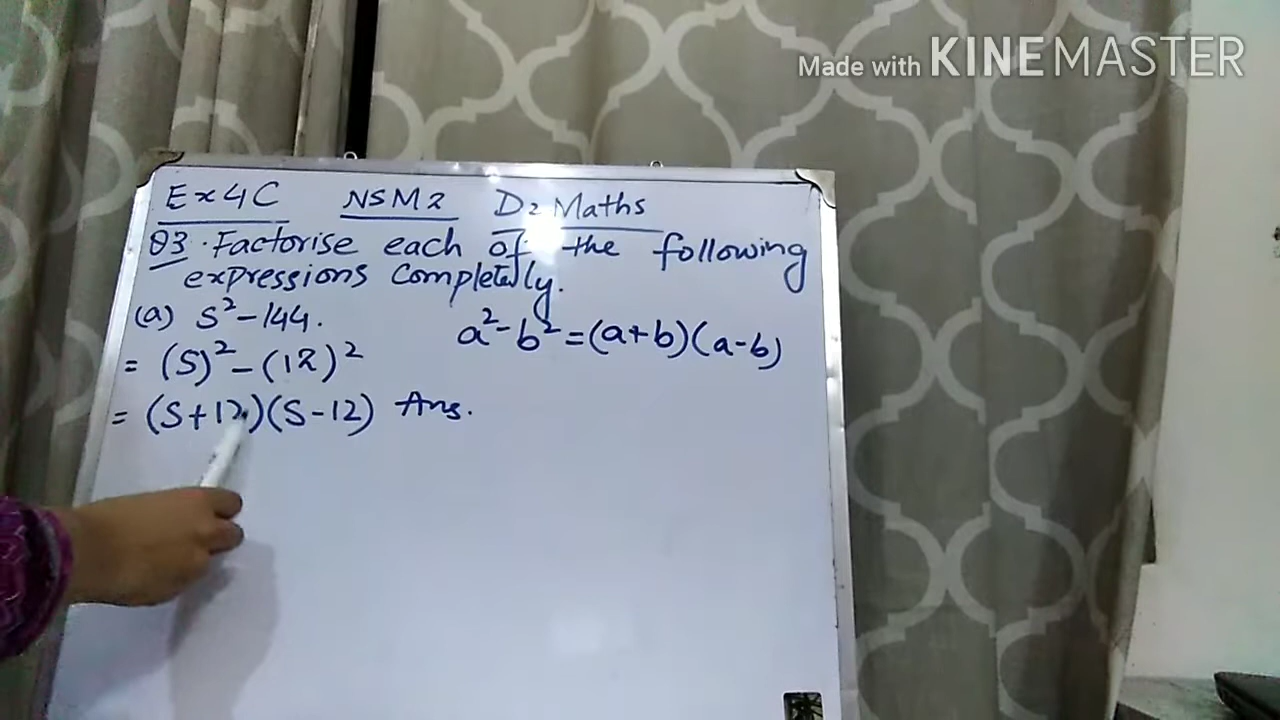 Made with KINEMASTER
Ex4C NSM2 D2 Maths
Q3. Factorise each of the following
expressions completely.
(a) S² - 144.
a² - b² = (a+b)(a-b)
= (S)² - (12)²
= (S+12)(S-12) Ans.